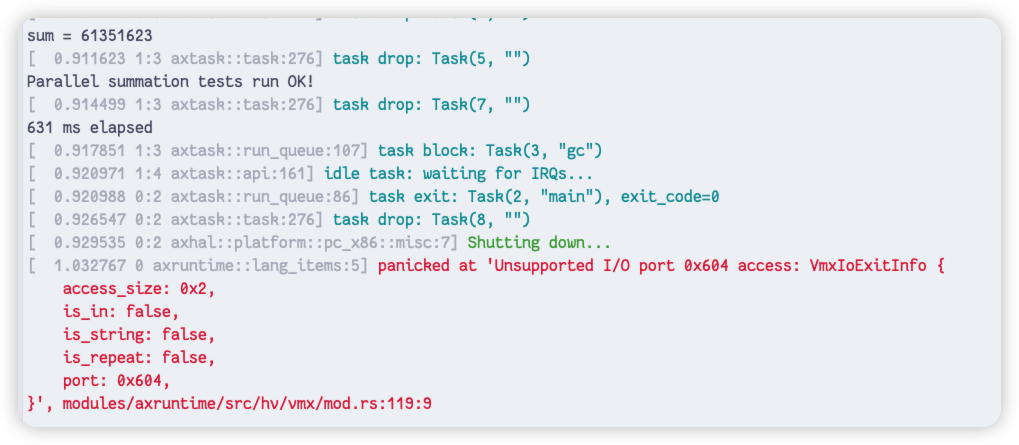 sum = 61351623
[  0.911623 1:3 axtask::task:276] task drop: Task(5, "")
Parallel summation tests run OK!
[  0.914499 1:3 axtask::task:276] task drop: Task(7, "")
631 ms elapsed
[  0.917851 1:3 axtask::run_queue:107] task block: Task(3, "gc")
[  0.920971 1:4 axtask::api:161] idle task: waiting for IRQs...
[  0.920988 0:2 axtask::run_queue:86] task exit: Task(2, "main"), exit_code=0
[  0.926547 0:2 axtask::task:276] task drop: Task(8, "")
[  0.929535 0:2 axhal::platform::pc_x86::misc:7] Shutting down...
[  1.032767 0 axruntime::lang_items:5] panicked at 'Unsupported I/O port 0x604 access: VmxIoExitInfo {
    access_size: 0x2,
    is_in: false,
    is_string: false,
    is_repeat: false,
    port: 0x604,
}', modules/axruntime/src/hv/vmx/mod.rs:119:9